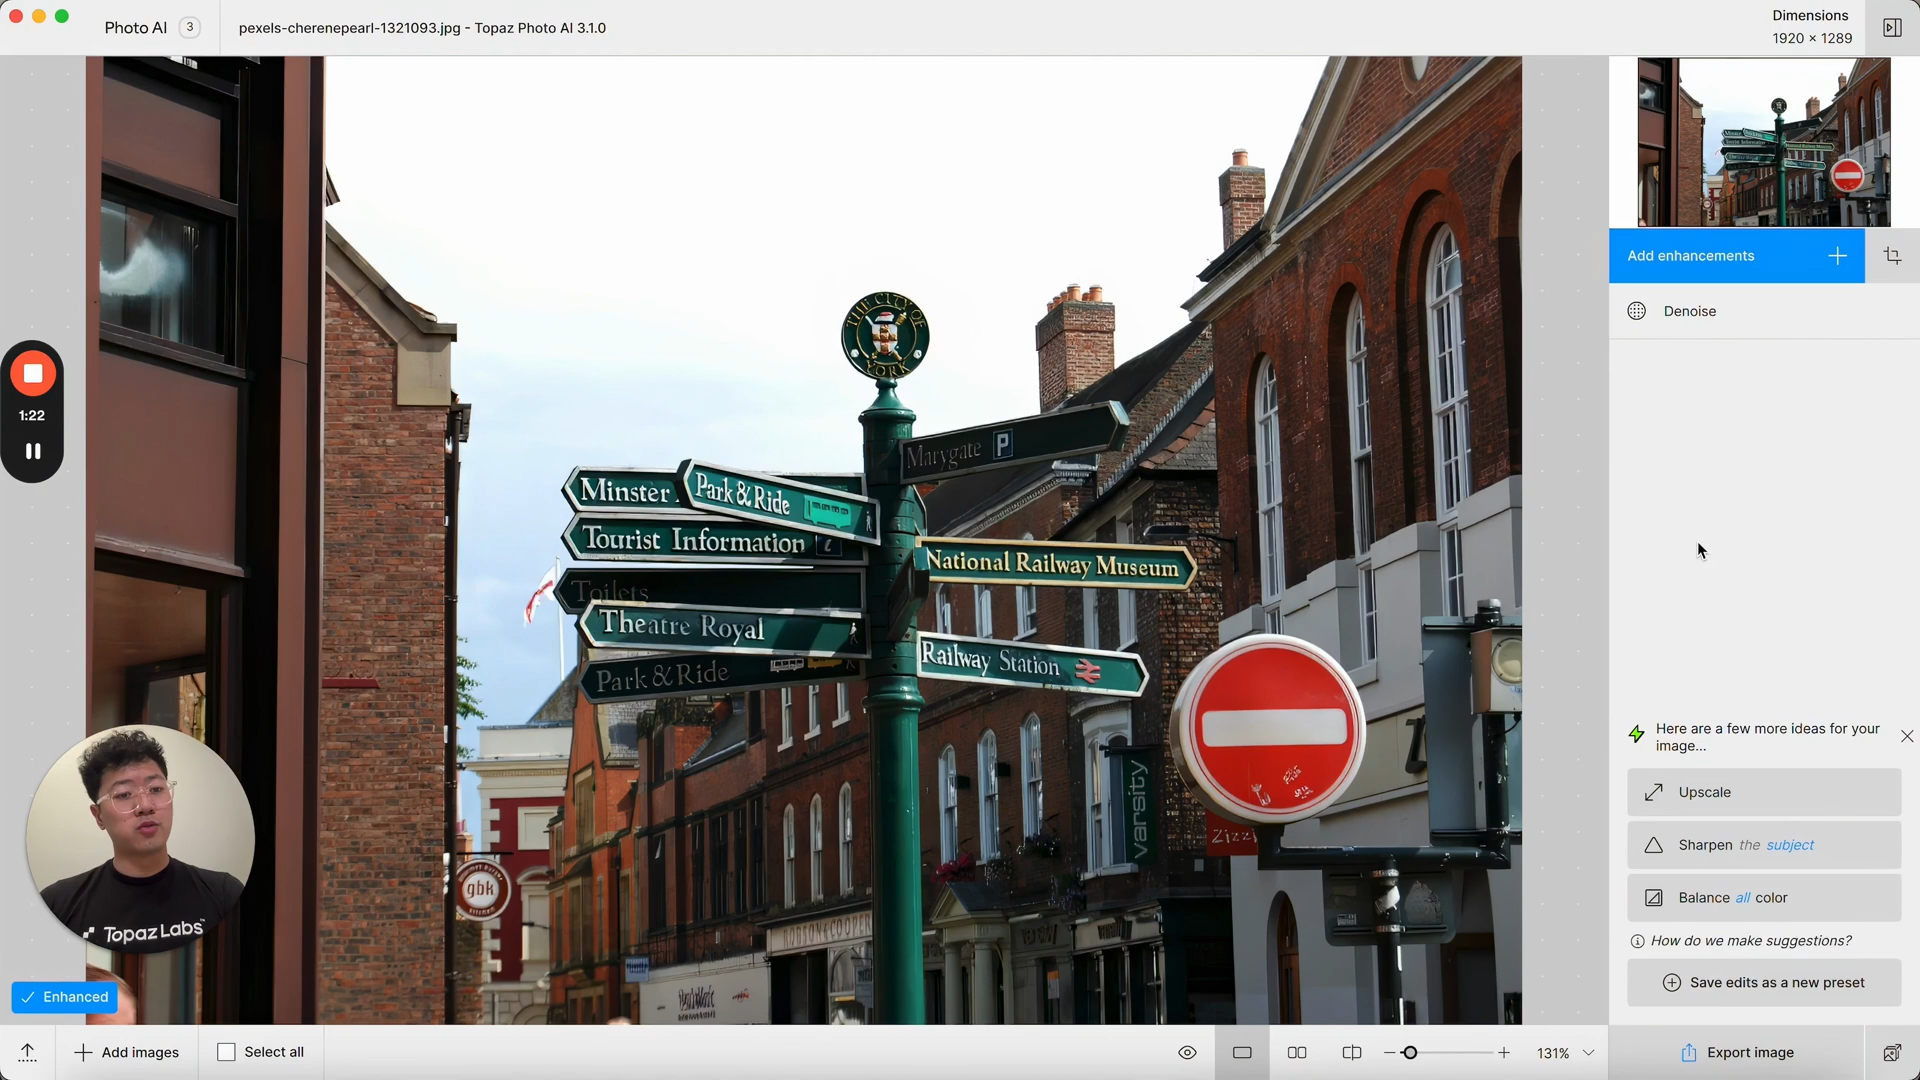 Photo AI 3
pexels-cherenepearl-1321093.jpg - Topaz Photo AI 3.1.0
Dimensions
1920 × 1289
Add enhancements
Denoise
THE CITY OF
YORK
Marygate P
Minster
Park & Ride
Tourist Information i
National Railway Museum
Toilets
Theatre Royal
Railway Station
Park & Ride
1:22
varsity
Zizzi
gbk
HUDSON & COOPER
Topaz Labs™
Enhanced
Here are a few more ideas for your
image...
Upscale
Sharpen the subject
Balance all color
How do we make suggestions?
Save edits as a new preset
Add images
Select all
131%
Export image